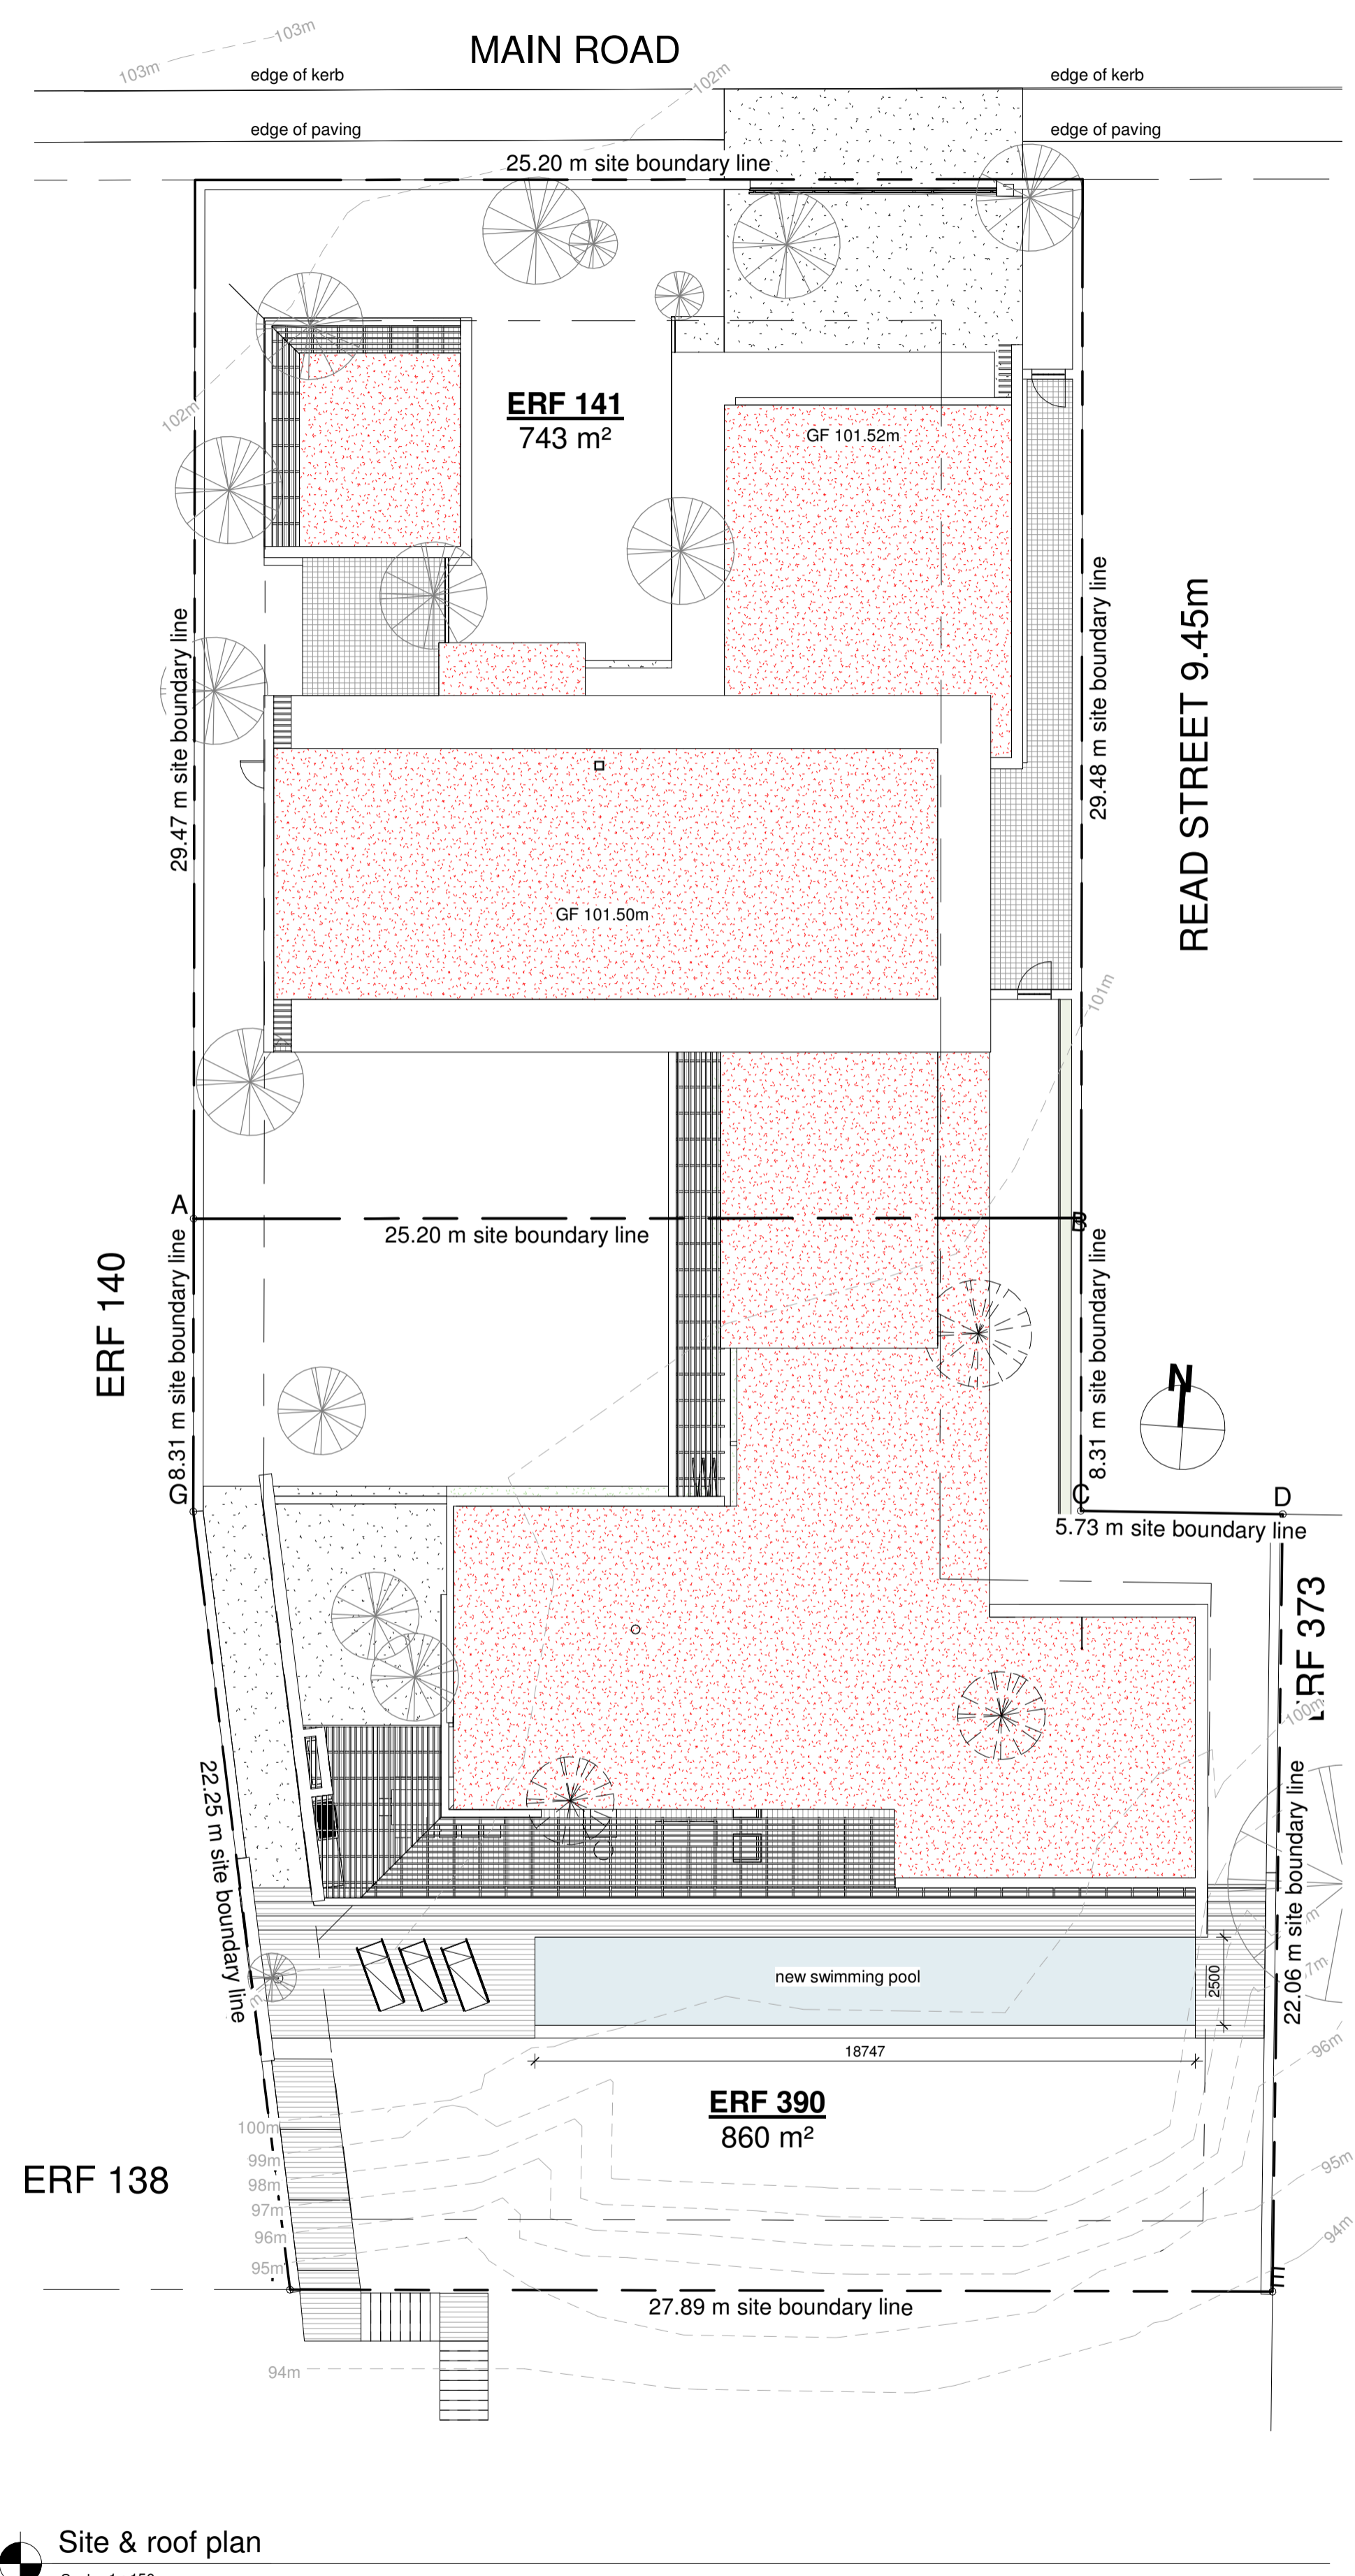 MAIN ROAD
103m
103m
102m
edge of kerb
edge of kerb
edge of paving
edge of paving
25.20 m site boundary line
102m
ERF 141
743 m²
GF 101.52m
29.47 m site boundary line
29.48 m site boundary line
READ STREET 9.45m
GF 101.50m
101m
A
B
25.20 m site boundary line
ERF 140
8.31 m site boundary line
8.31 m site boundary line
N
G
C
D
5.73 m site boundary line
ERF 373
100m
22.25 m site boundary line
22.06 m site boundary line
new swimming pool
2500
7m
96m
18747
ERF 390
860 m²
ERF 138
100m
99m
98m
97m
96m
95m
95m
94m
E
27.89 m site boundary line
94m
Site & roof plan